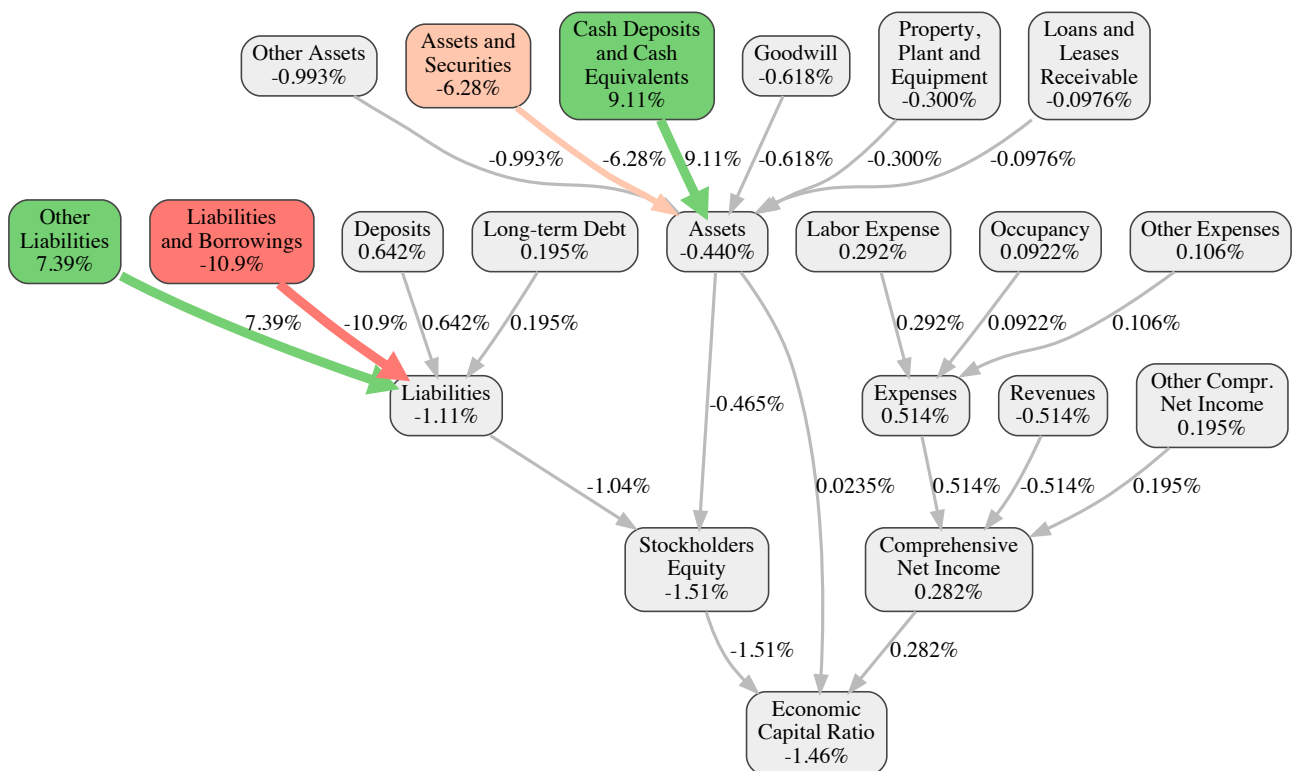 Other Assets
-0.993%
Assets and
Securities
-6.28%
Cash Deposits
and Cash
Equivalents
9.11%
Goodwill
-0.618%
Property,
Plant and
Equipment
-0.300%
Loans and
Leases
Receivable
-0.0976%
-0.993%
-6.28%
9.11%
-0.618%
-0.300%
-0.0976%
Other
Liabilities
7.39%
Liabilities
and Borrowings
-10.9%
Deposits
0.642%
Long-term Debt
0.195%
Assets
-0.440%
Labor Expense
0.292%
Occupancy
0.0922%
Other Expenses
0.106%
7.39%
-10.9%
0.642%
0.195%
0.292%
0.0922%
0.106%
Liabilities
-1.11%
-0.465%
Expenses
0.514%
Revenues
-0.514%
Other Compr.
Net Income
0.195%
-1.04%
0.0235%
0.514%
-0.514%
0.195%
Stockholders
Equity
-1.51%
Comprehensive
Net Income
0.282%
-1.51%
0.282%
Economic
Capital Ratio
-1.46%